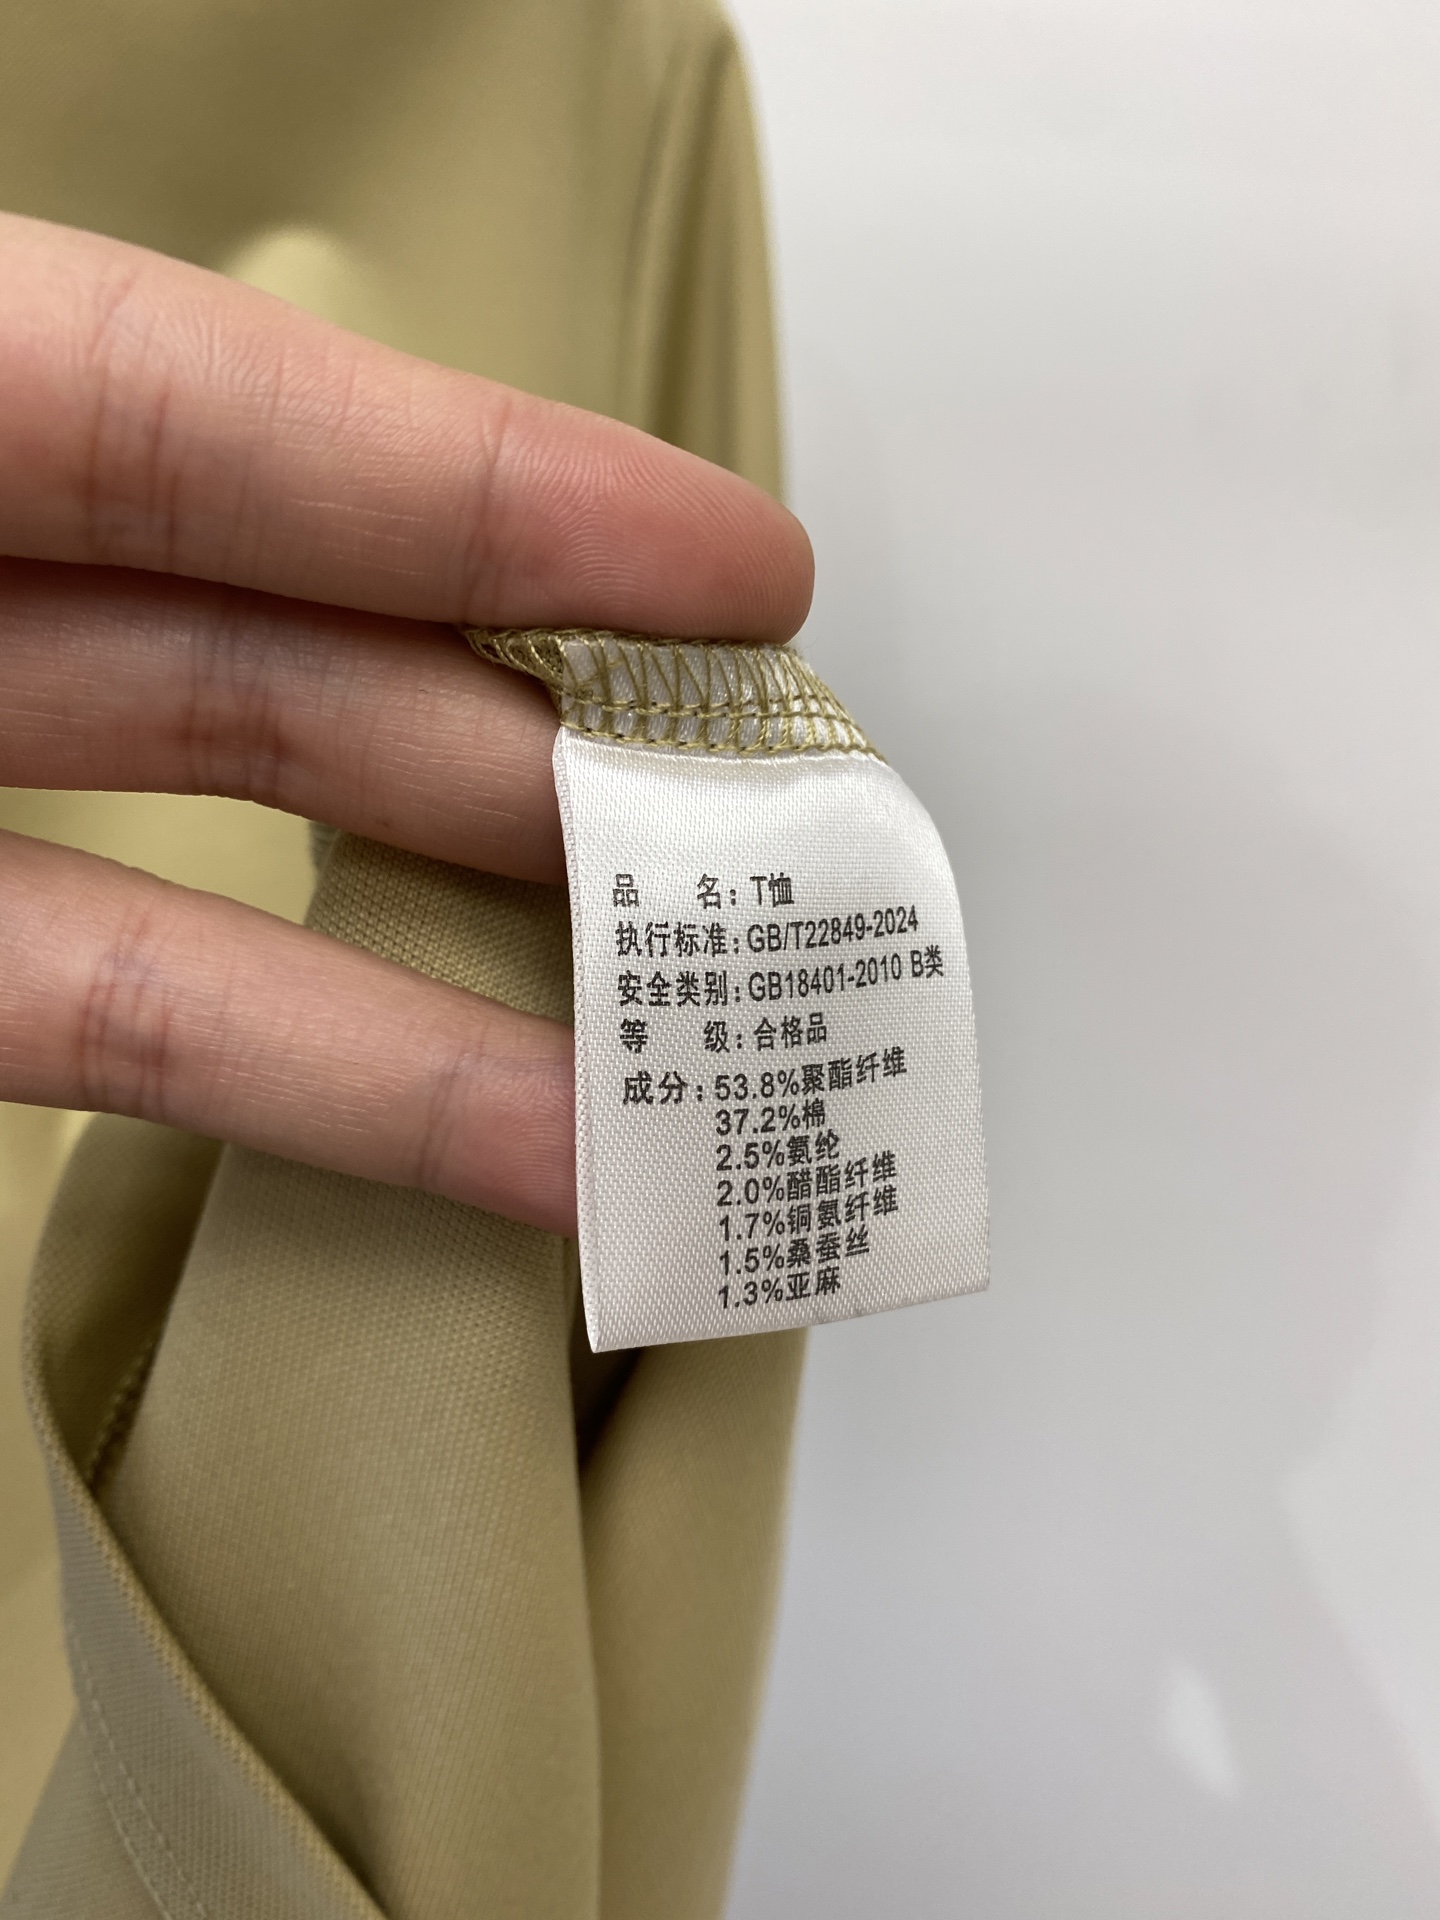 品 名：T恤
执行标准：GB/T22849-2024
安全类别：GB18401-2010 B类
等 级：合格品
成分：53.8%聚酯纤维
37.2%棉
2.5%氨纶
2.0%醋酯纤维
1.7%铜氨纤维
1.5%桑蚕丝
1.3%亚麻